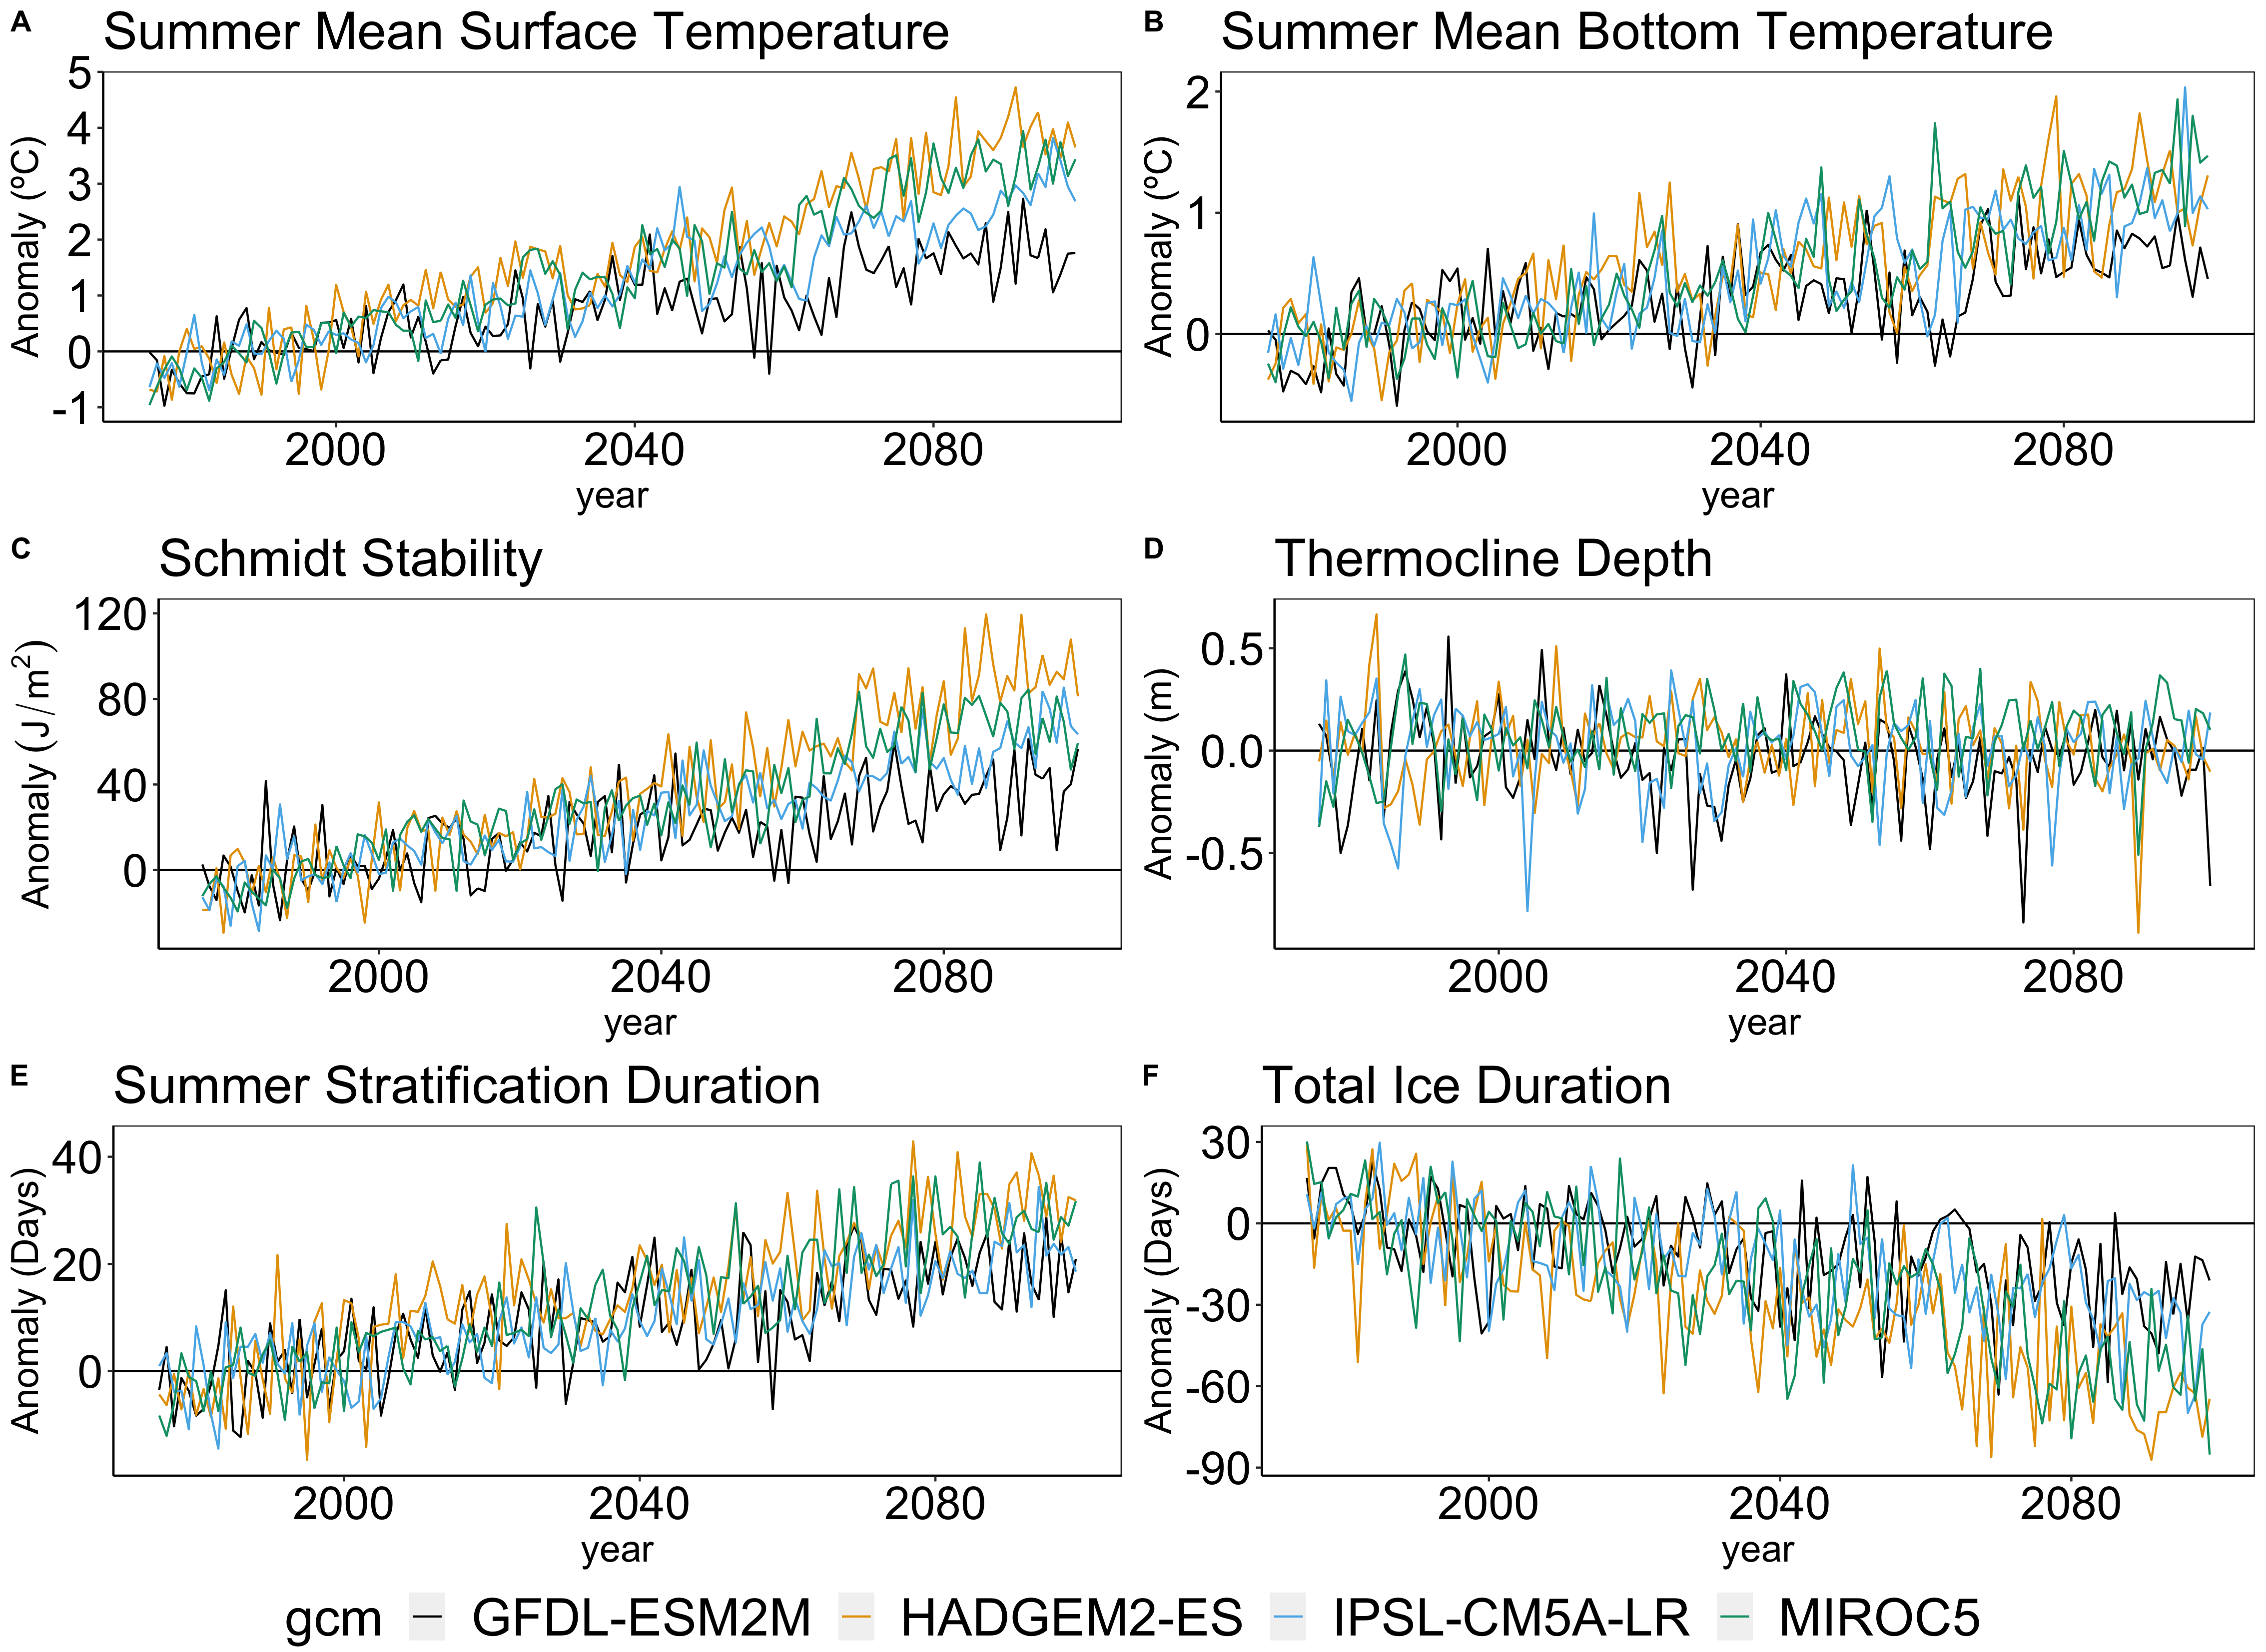 A
Summer Mean Surface Temperature
Anomaly (ºC)
5
4
3
2
1
0
-1
2000 2040 2080
year
B
Summer Mean Bottom Temperature
Anomaly (ºC)
2
1
0
2000 2040 2080
year
C
Schmidt Stability
Anomaly (J/m²)
120
80
40
0
2000 2040 2080
year
D
Thermocline Depth
Anomaly (m)
0.5
0.0
-0.5
2000 2040 2080
year
E
Summer Stratification Duration
Anomaly (Days)
40
20
0
2000 2040 2080
year
F
Total Ice Duration
Anomaly (Days)
30
0
-30
-60
-90
2000 2040 2080
year
gcm GFDL-ESM2M HADGEM2-ES IPSL-CM5A-LR MIROC5